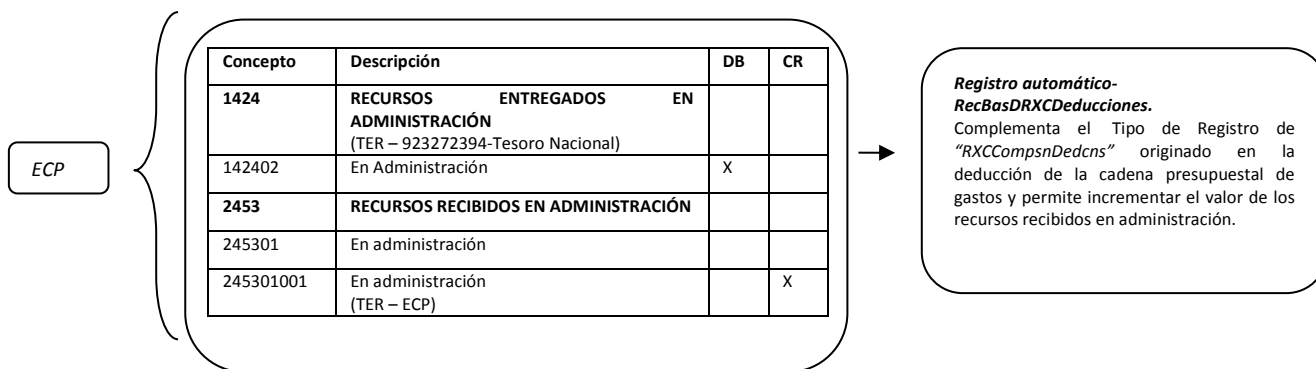 ECP
Concepto Descripción DB CR
1424 RECURSOS ENTREGADOS EN
ADMINISTRACIÓN
(TER – 923272394-Tesoro Nacional)
142402 En Administración X
2453 RECURSOS RECIBIDOS EN ADMINISTRACIÓN
245301 En administración
245301001 En administración X
(TER – ECP)
Registro automático-
RecBasDRXCDeducciones.
Complementa el Tipo de Registro de
“RXCCompsnDedcns” originado en la
deducción de la cadena presupuestal de
gastos y permite incrementar el valor de los
recursos recibidos en administración.